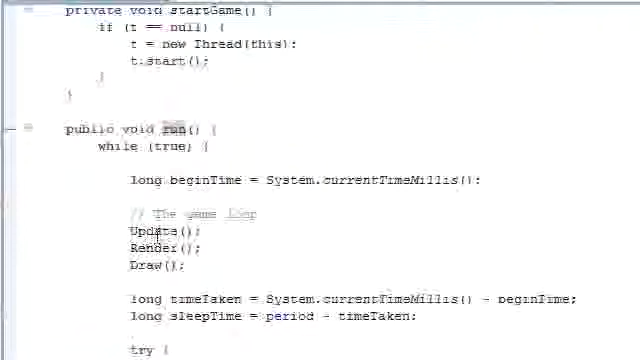 private void startGame() {
if (t == null) {
t = new Thread(this);
t.start();
}
}
public void run() {
while (true) {
long beginTime = System.currentTimeMillis();
// The game loop
Update();
Render();
Draw();
long timeTaken = System.currentTimeMillis() - beginTime;
long sleepTime = period - timeTaken;
try {